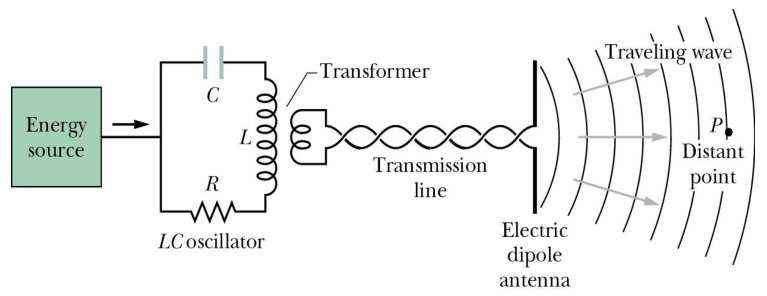 Energy
source
C
L
R
LC oscillator
Transformer
Transmission
line
Electric
dipole
antenna
Traveling wave
P
Distant
point